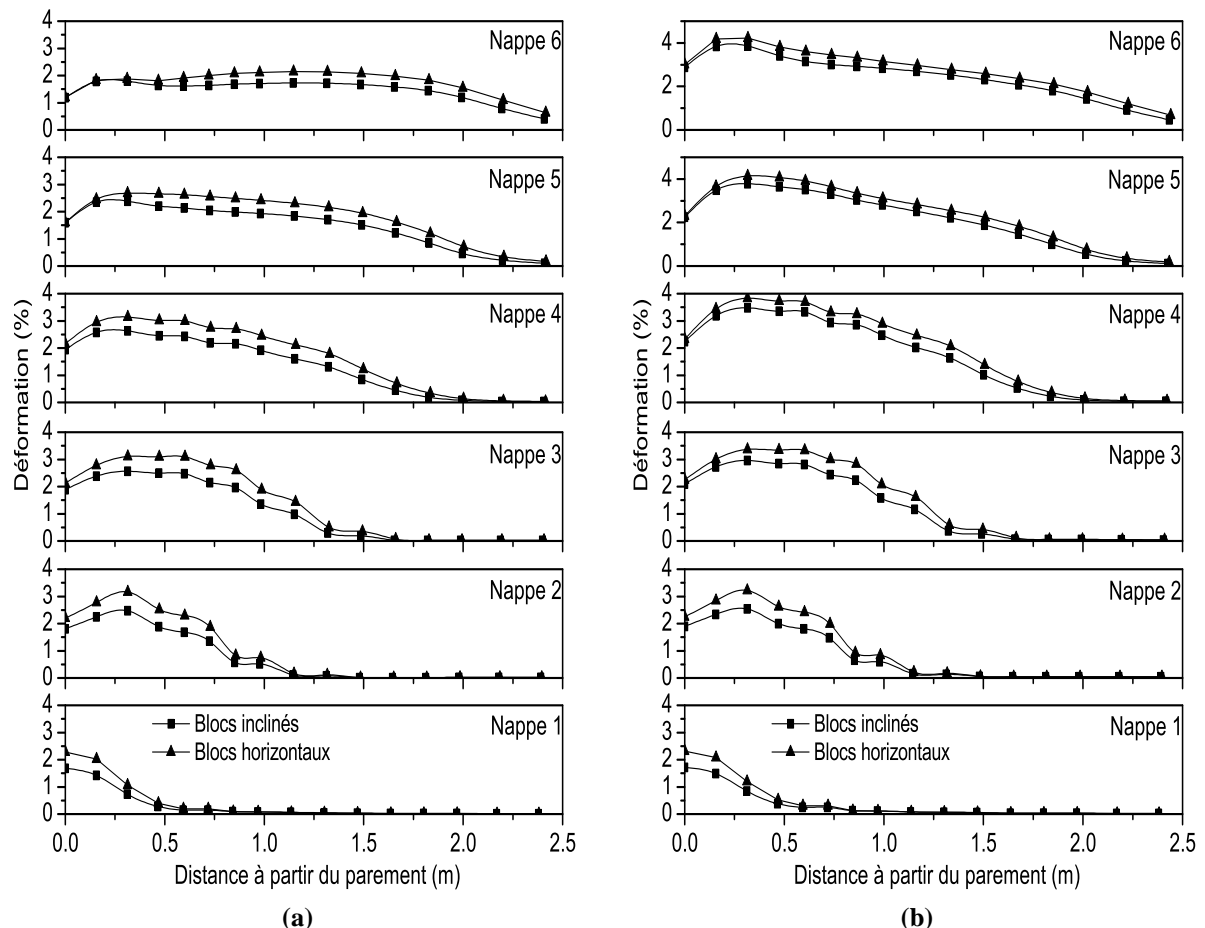 Nappe 6
4
3
2
1
0
Nappe 5
4
3
2
1
0
Nappe 4
4
3
2
1
0
Nappe 3
4
3
2
1
0
Nappe 2
4
3
2
1
0
Nappe 1
4
3
2
1
0
Blocs inclinés
Blocs horizontaux
Déformation (%)
0.0 0.5 1.0 1.5 2.0 2.5
Distance à partir du parement (m)
(a)
Nappe 6
4
2
0
Nappe 5
4
2
0
Nappe 4
4
3
2
1
0
Nappe 3
4
3
2
1
0
Nappe 2
4
3
2
1
0
Nappe 1
4
3
2
1
0
Blocs inclinés
Blocs horizontaux
Déformation (%)
0.0 0.5 1.0 1.5 2.0 2.5
Distance à partir du parement (m)
(b)